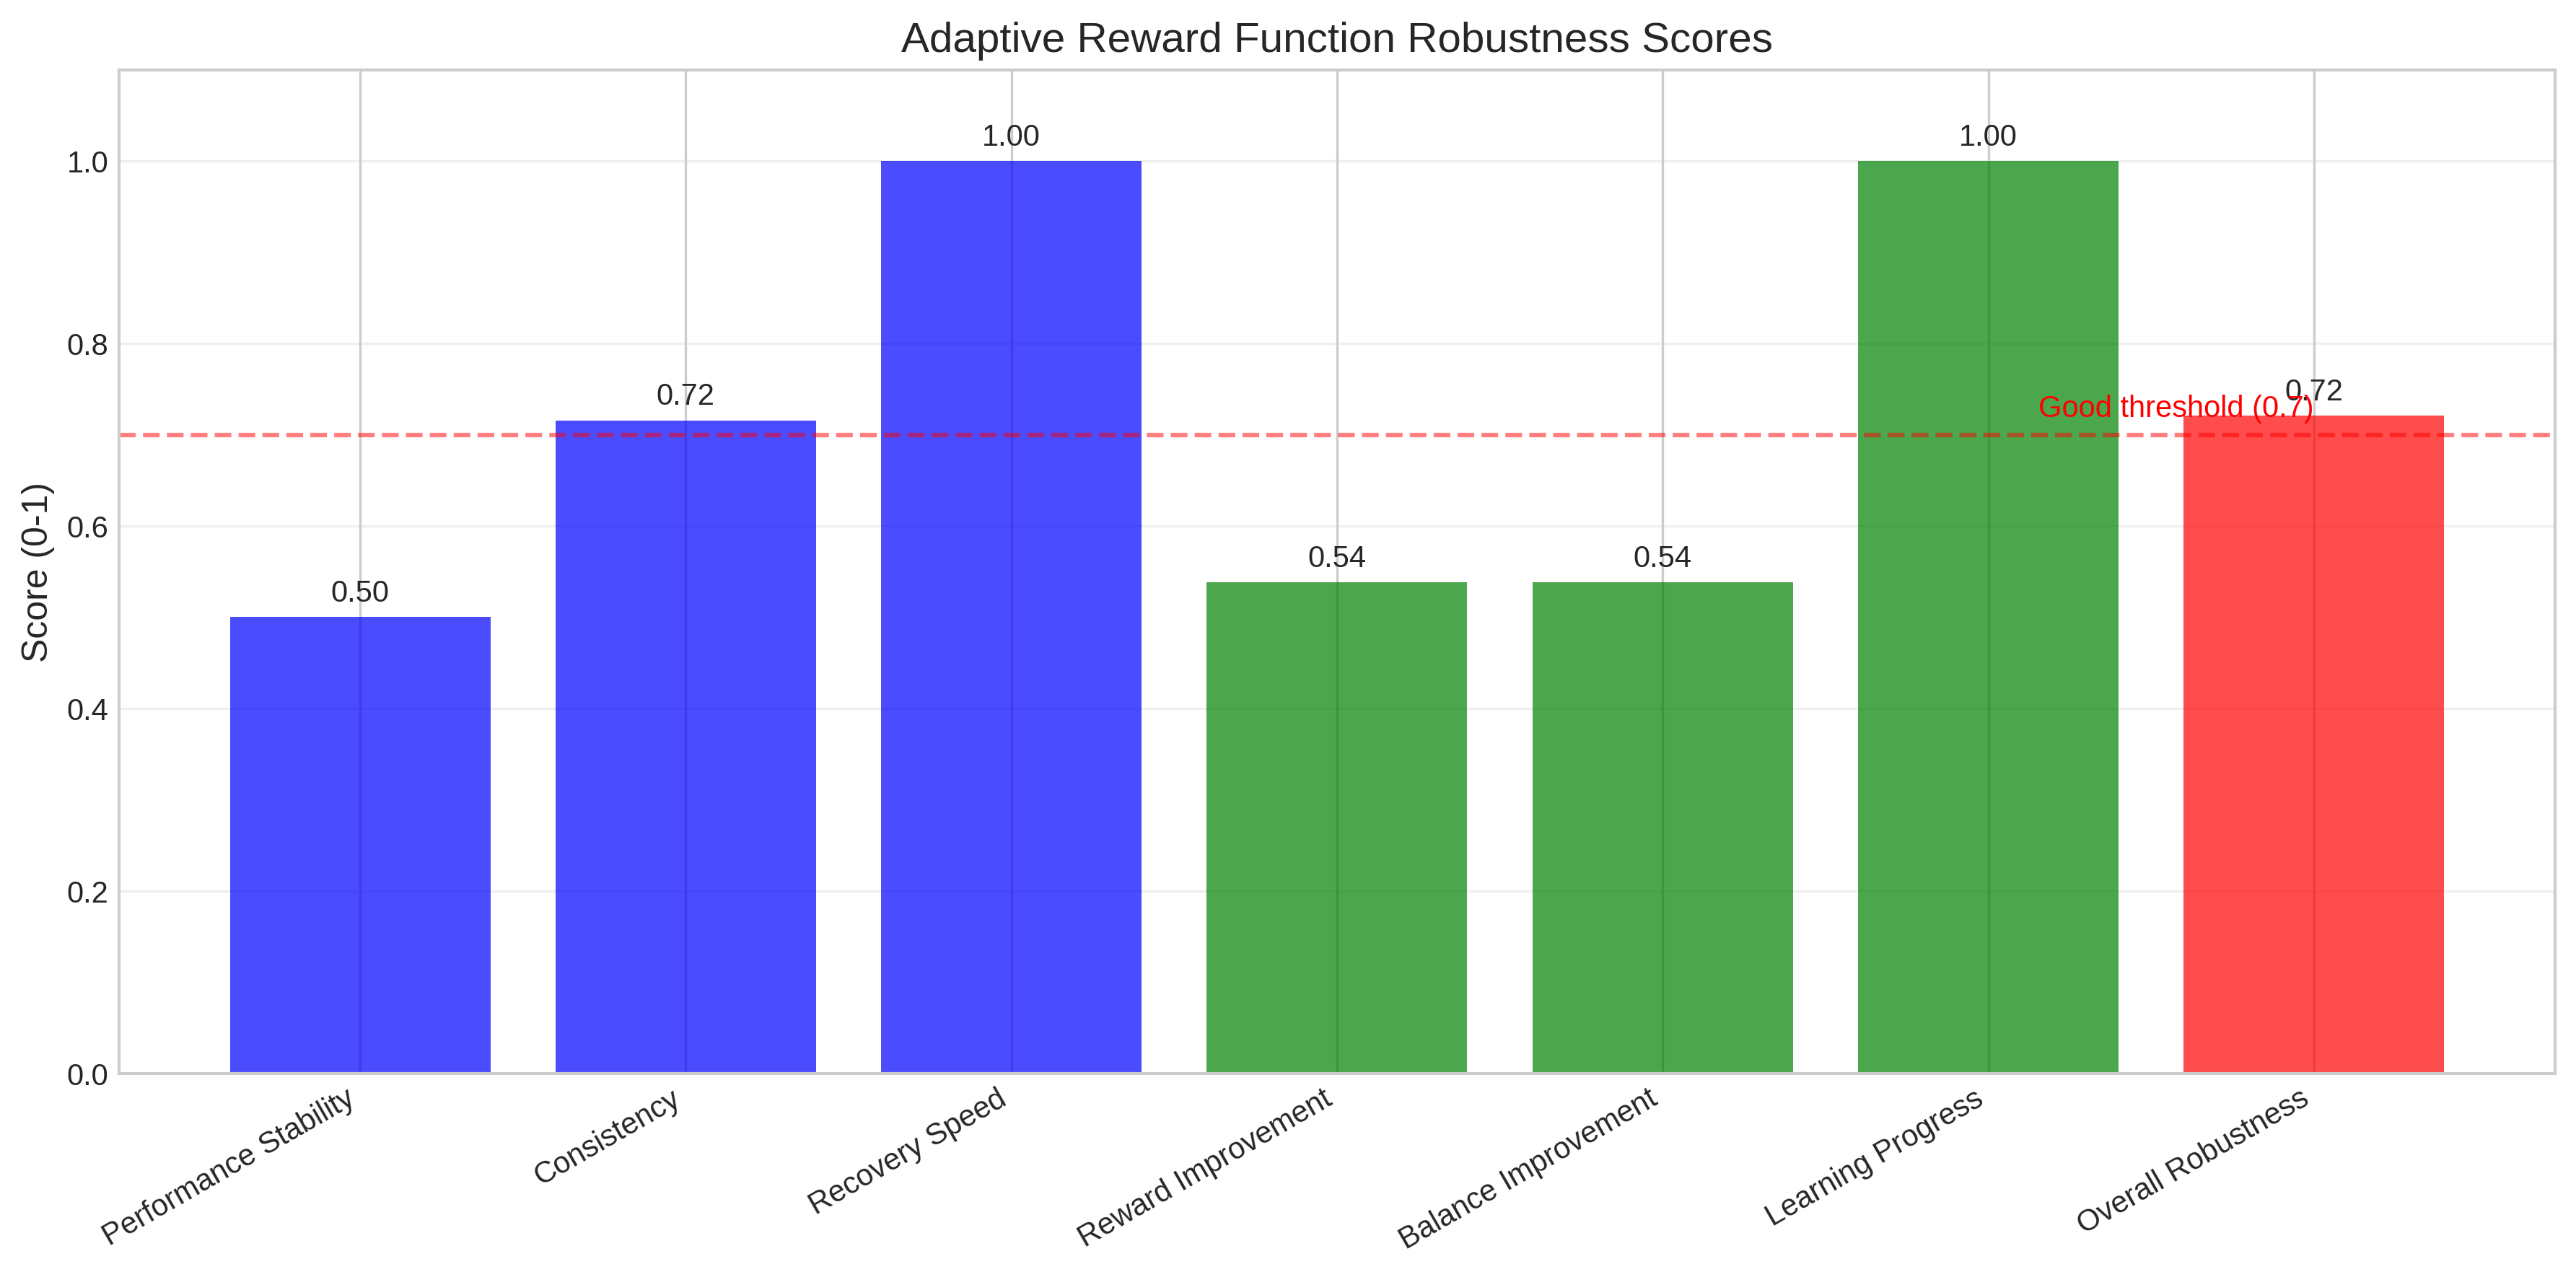 Adaptive Reward Function Robustness Scores
Score (0-1)
1.0
0.8
0.6
0.4
0.2
0.0
0.50
0.72
1.00
0.54
0.54
1.00
0.72
Good threshold (0.7)
Performance Stability
Consistency
Recovery Speed
Reward Improvement
Balance Improvement
Learning Progress
Overall Robustness